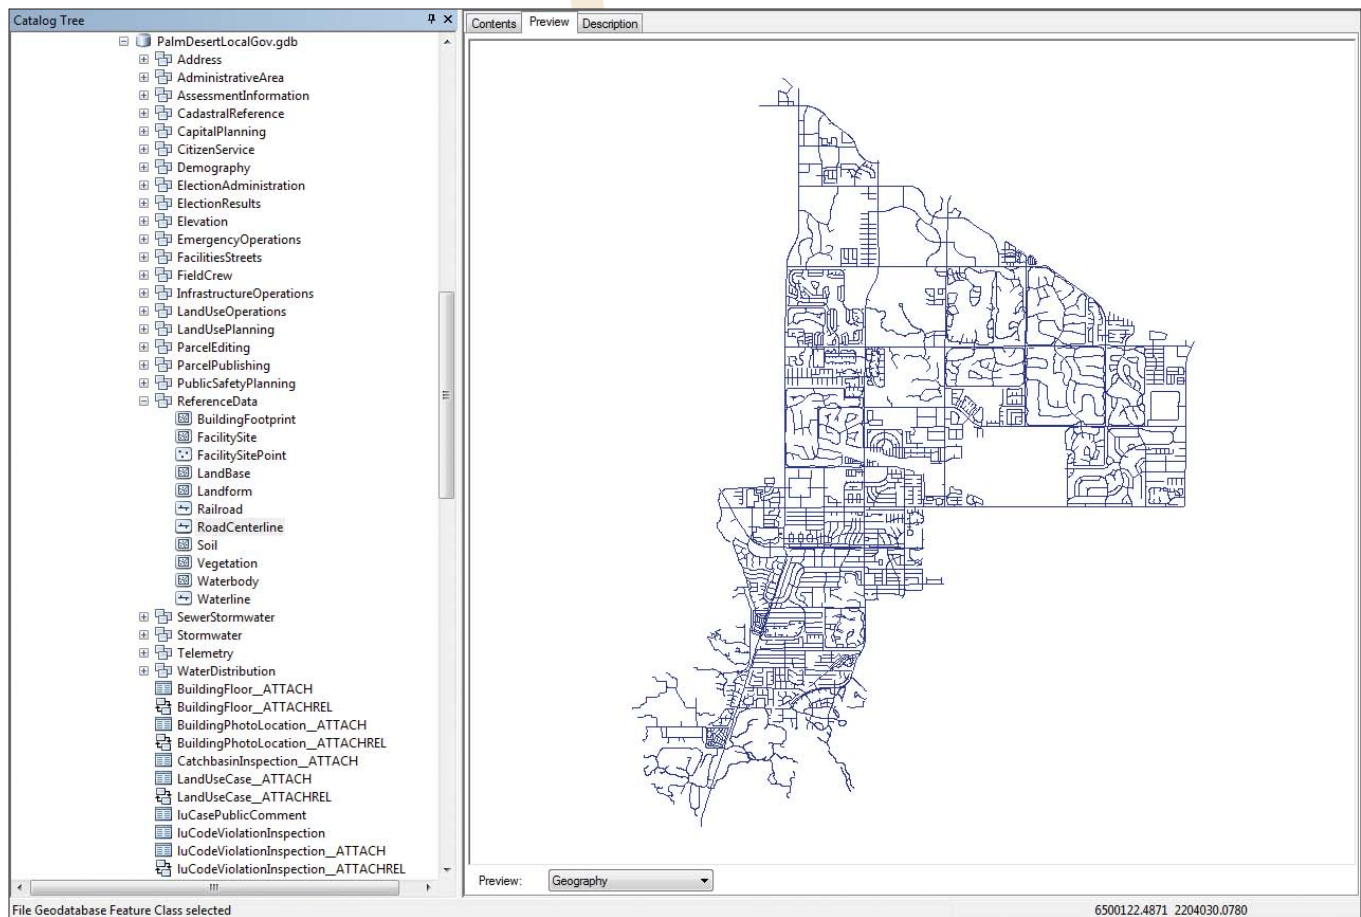 Catalog Tree
PalmDesertLocalGov.gdb
Address
AdministrativeArea
AssessmentInformation
CadastralReference
CapitalPlanning
CitizenService
Demography
ElectionAdministration
ElectionResults
Elevation
EmergencyOperations
FacilitiesStreets
FieldCrew
InfrastructureOperations
LandUseOperations
LandUsePlanning
ParcelEditing
ParcelPublishing
PublicSafetyPlanning
ReferenceData
BuildingFootprint
FacilitySite
FacilitySitePoint
LandBase
Landform
Railroad
RoadCenterline
Soil
Vegetation
Waterbody
Waterline
SewerStormwater
Stormwater
Telemetry
WaterDistribution
BuildingFloor__ATTACH
BuildingFloor__ATTACHREL
BuildingPhotoLocation__ATTACH
BuildingPhotoLocation__ATTACHREL
CatchbasinInspection__ATTACH
LandUseCase__ATTACH
LandUseCase__ATTACHREL
luCasePublicComment
luCodeViolationInspection
luCodeViolationInspection__ATTACH
luCodeViolationInspection__ATTACHREL
Contents Preview Description
Preview: Geography
File Geodatabase Feature Class selected
6500122.4871 2204030.0780